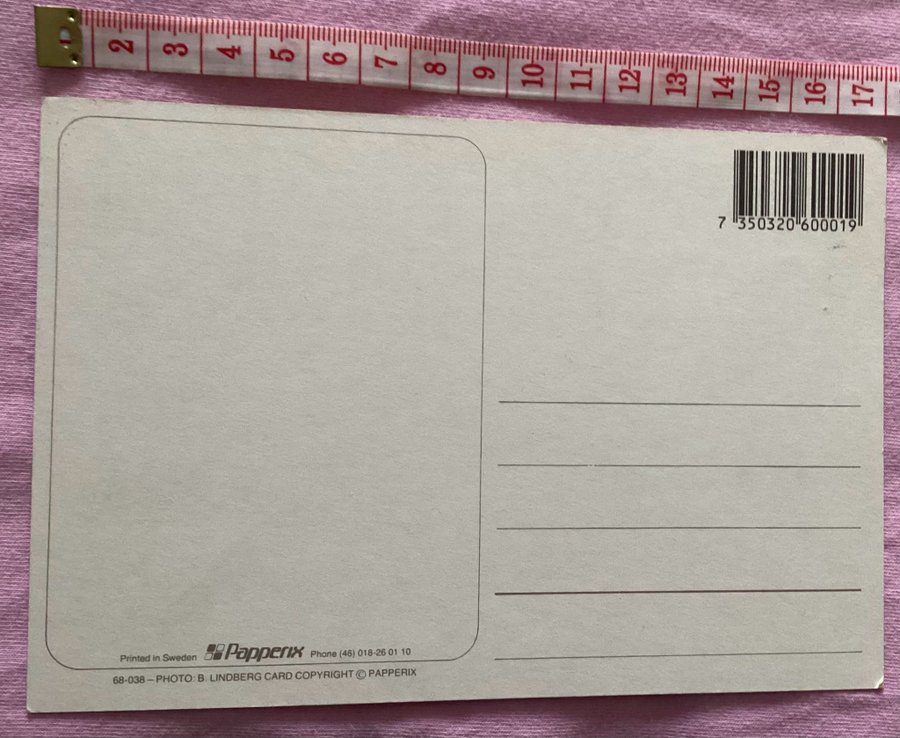 2 3 4 5 6 7 8 9 10 11 12 13 14 15 16 17
7 350320 600019
Printed in Sweden Papperix Phone (46) 018-26 01 10
68-038 – PHOTO: B. LINDBERG CARD COPYRIGHT © PAPPERIX